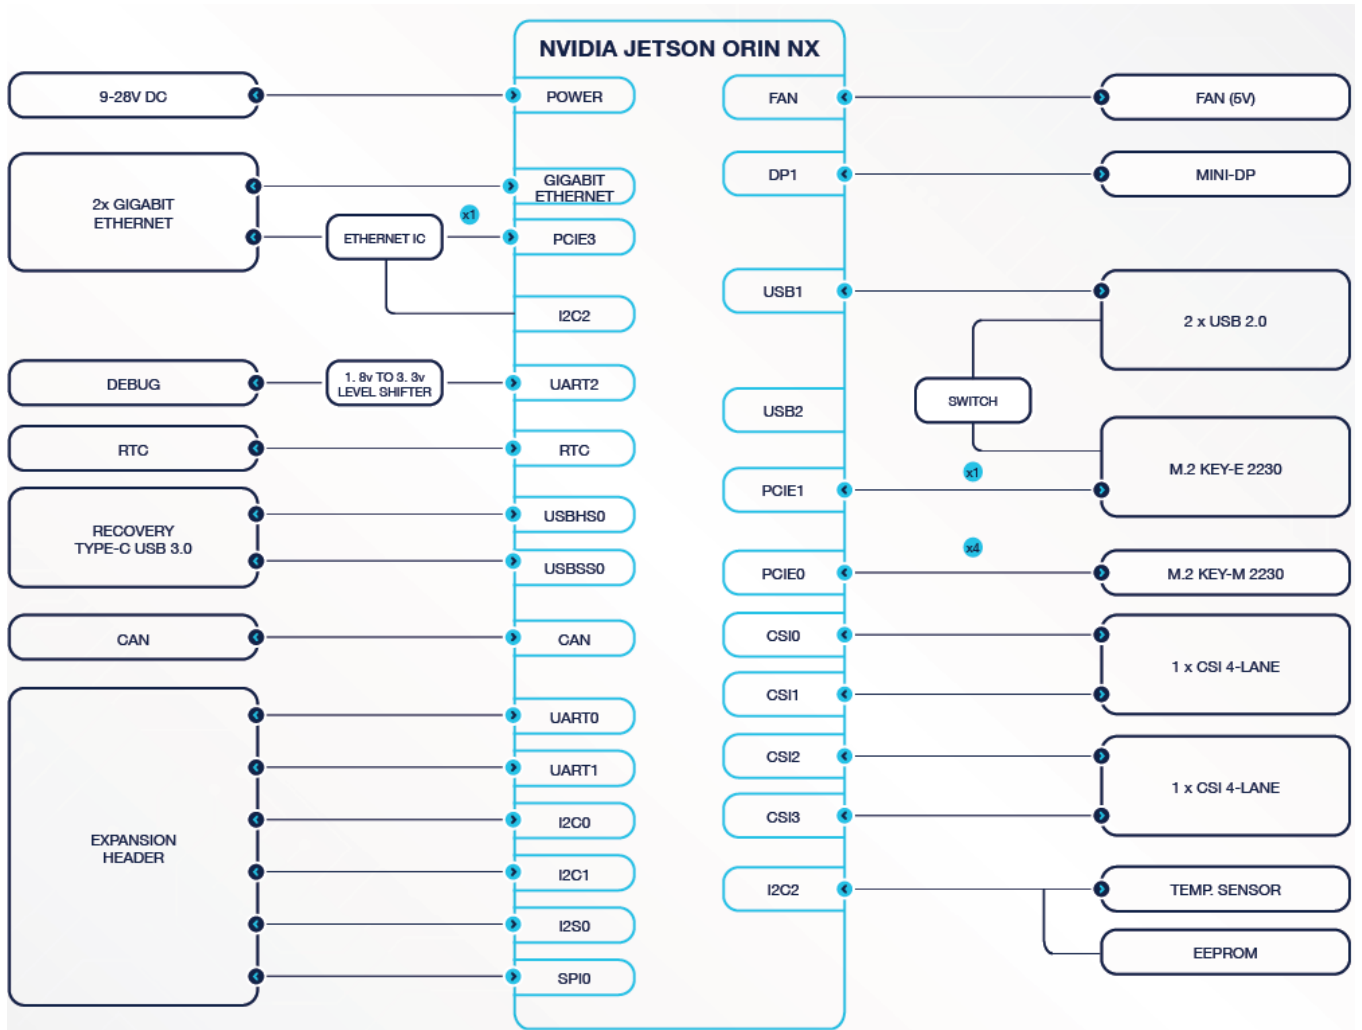 NVIDIA JETSON ORIN NX
9-28V DC
POWER
2x GIGABIT
ETHERNET
GIGABIT
ETHERNET
x1
ETHERNET IC
PCIE3
I2C2
DEBUG
1. 8v TO 3. 3v
LEVEL SHIFTER
UART2
RTC
RTC
RECOVERY
TYPE-C USB 3.0
USBHS0
USBSS0
CAN
CAN
EXPANSION
HEADER
UART0
UART1
I2C0
I2C1
I2S0
SPI0
FAN
FAN (5V)
DP1
MINI-DP
USB1
2 x USB 2.0
SWITCH
USB2
M.2 KEY-E 2230
x1
PCIE1
x4
PCIE0
M.2 KEY-M 2230
CSI0
CSI1
1 x CSI 4-LANE
CSI2
CSI3
1 x CSI 4-LANE
I2C2
TEMP. SENSOR
EEPROM